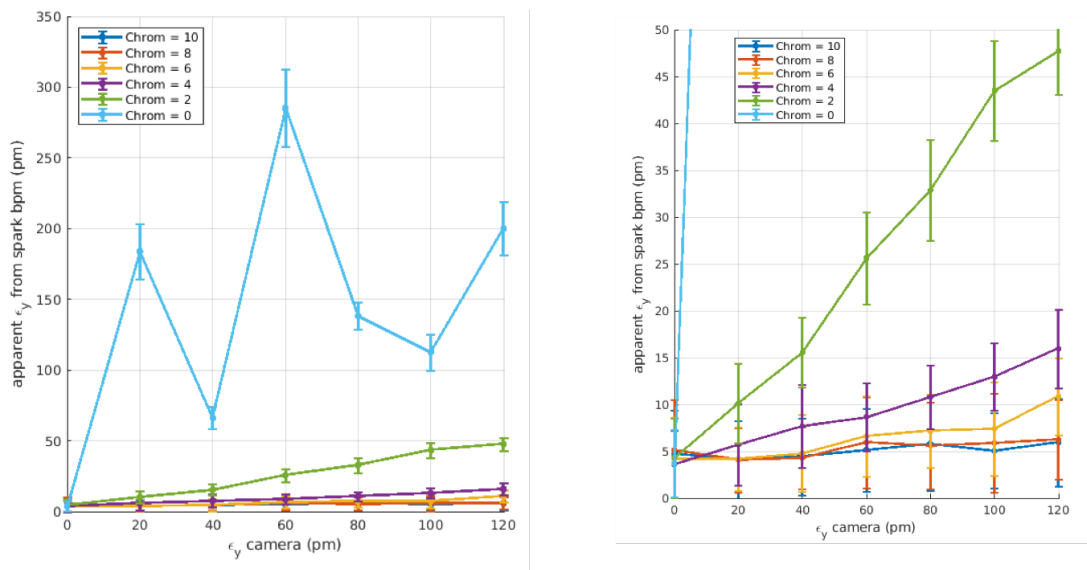 350
300
250
200
150
100
50
0
apparent ϵy from spark bpm (pm)
Chrom = 10
Chrom = 8
Chrom = 6
Chrom = 4
Chrom = 2
Chrom = 0
0 20 40 60 80 100 120
ϵy camera (pm)
50
45
40
35
30
25
20
15
10
5
0
apparent ϵy from spark bpm (pm)
Chrom = 10
Chrom = 8
Chrom = 6
Chrom = 4
Chrom = 2
Chrom = 0
0 20 40 60 80 100 120
ϵy camera (pm)